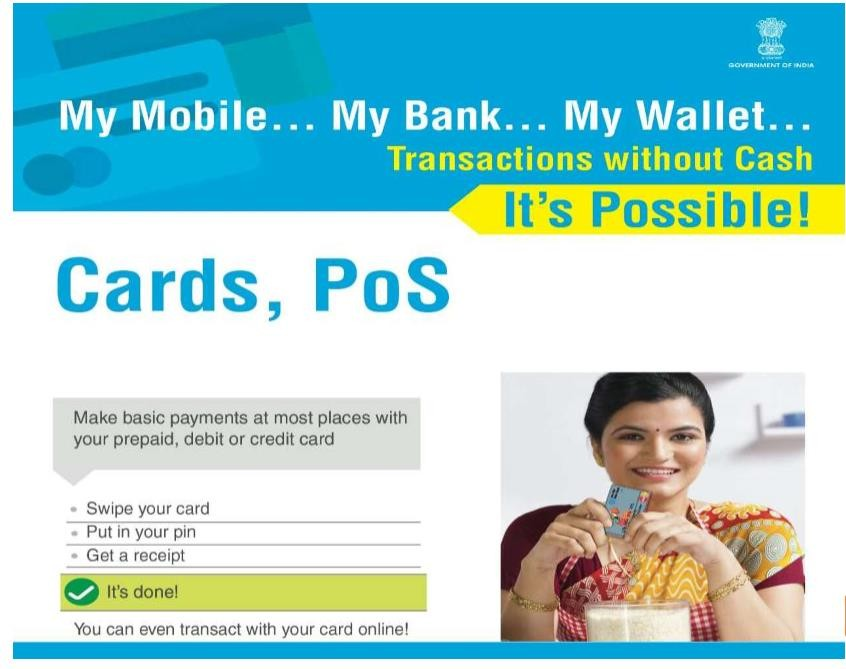 GOVERNMENT OF INDIA
My Mobile... My Bank... My Wallet...
Transactions without Cash
It's Possible!
Cards, PoS
Make basic payments at most places with
your prepaid, debit or credit card
Swipe your card
Put in your pin
Get a receipt
It's done!
You can even transact with your card online!